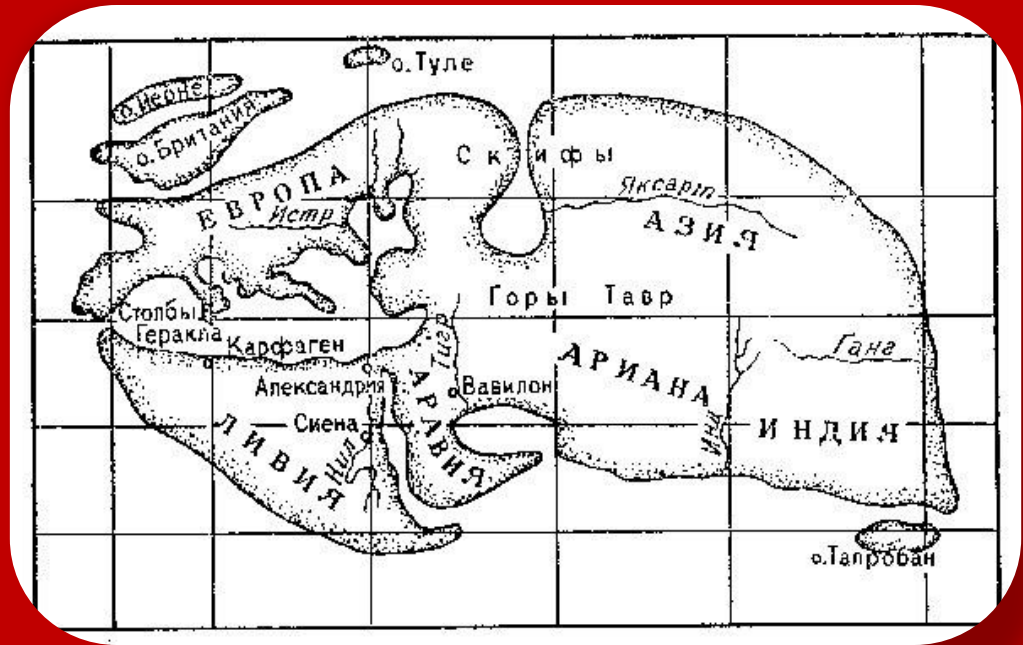 о. Туле
о. Иерне
о. Британия
Скифы
ЕВРОПА
Истр
Яксарт
АЗИЯ
Горы Тавр
Столбы
Геракла
Карфаген
Тигр
Ганг
АРИАНА
Александрия
Вавилон
АРАВИЯ
Сиена
ЛИВИЯ
Нил
Инд
ИНДИЯ
о. Тапробан